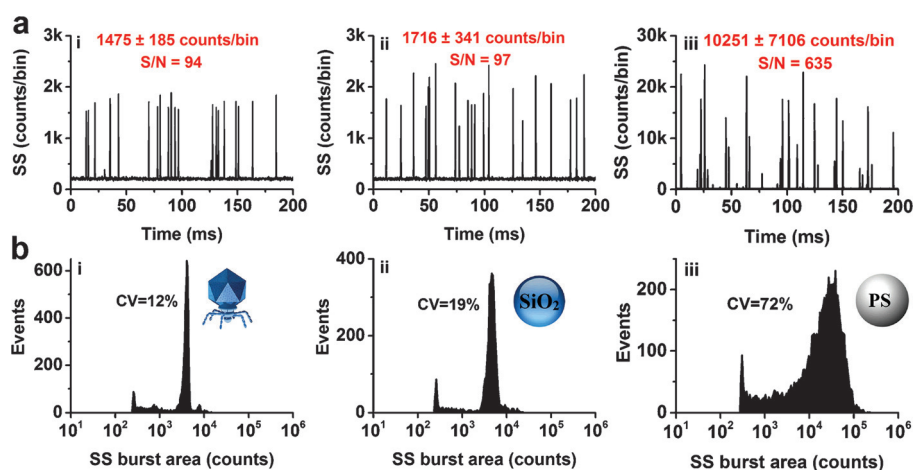 a
i
1475 ± 185 counts/bin
S/N = 94
SS (counts/bin)
3k
2k
1k
0
0 50 100 150 200
Time (ms)
ii
1716 ± 341 counts/bin
S/N = 97
SS (counts/bin)
3k
2k
1k
0
0 50 100 150 200
Time (ms)
iii
10251 ± 7106 counts/bin
S/N = 635
SS (counts/bin)
30k
20k
10k
0
0 50 100 150 200
Time (ms)
b
i
CV=12%
Events
600
400
200
0
10¹ 10² 10³ 10⁴ 10⁵ 10⁶
SS burst area (counts)
ii
CV=19%
SiO₂
Events
400
200
0
10¹ 10² 10³ 10⁴ 10⁵ 10⁶
SS burst area (counts)
iii
CV=72%
PS
Events
200
100
0
10¹ 10² 10³ 10⁴ 10⁵ 10⁶
SS burst area (counts)